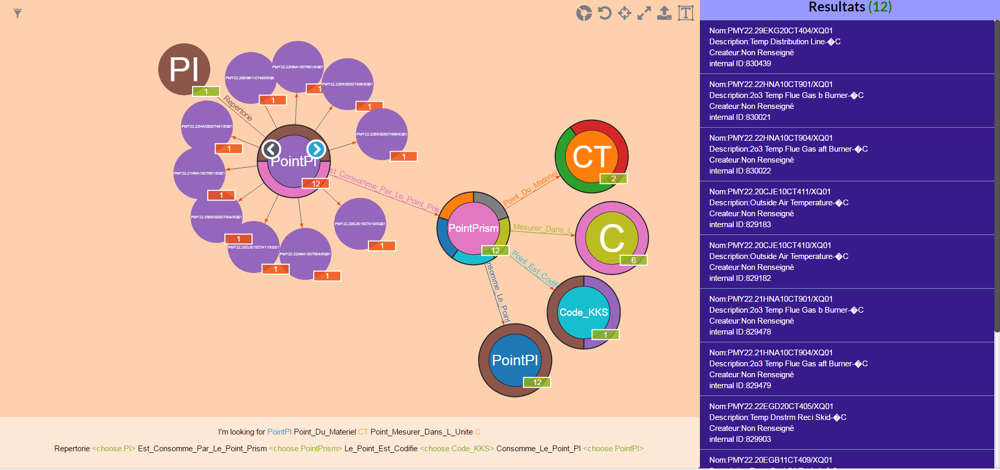 Resultats (12)
PI
1
Repertorie
PMY22.20EGB11CT409/XQ0
1
PMY22.22HNA10CT901/XQ01
1
PMY22.22EKG20CT408/XQ01
1
PMY22.22EKG20CT409/XQ01
1
PMY22.22HAC80CT401/XQ01
1
PMY22.21HNA10CT901/XQ01
1
PMY22.29EKG20CT404/XQ01
1
PMY22.20CJE10CT411/XQ01
1
PMY22.22HNA10CT904/XQ01
1
PMY22.20CJE10CT410/XQ01
1
PointPI
12
st_Consomme_Par_Le_Point_Pris
PointPrism
12
Point_Du_Materiel
CT
2
_Mesurer_Dans_L_
C
6
Point_Est_Codifi
Code_KKS
1
nsomme_Le_Point
PointPI
12
I'm looking for PointPI Point_Du_Materiel CT Point_Mesurer_Dans_L_Unite C
Repertorie <choose PI> Est_Consomme_Par_Le_Point_Prism <choose PointPrism> Le_Point_Est_Codifie <choose Code_KKS> Consomme_Le_Point_PI <choose PointPI>
Nom:PMY22.29EKG20CT404/XQ01
Description:Temp Distribution Line-�C
Createur:Non Renseigné
internal ID:830439
Nom:PMY22.22HNA10CT901/XQ01
Description:2o3 Temp Flue Gas b Burner-�C
Createur:Non Renseigné
internal ID:830021
Nom:PMY22.22HNA10CT904/XQ01
Description:2o3 Temp Flue Gas aft Burner-�C
Createur:Non Renseigné
internal ID:830022
Nom:PMY22.20CJE10CT411/XQ01
Description:Outside Air Temperature-�C
Createur:Non Renseigné
internal ID:829183
Nom:PMY22.20CJE10CT410/XQ01
Description:Outside Air Temperature-�C
Createur:Non Renseigné
internal ID:829182
Nom:PMY22.21HNA10CT901/XQ01
Description:2o3 Temp Flue Gas b Burner-�C
Createur:Non Renseigné
internal ID:829478
Nom:PMY22.21HNA10CT904/XQ01
Description:2o3 Temp Flue Gas aft Burner-�C
Createur:Non Renseigné
internal ID:829479
Nom:PMY22.22EGD20CT405/XQ01
Description:Temp Dnstrm Reci Skid-�C
Createur:Non Renseigné
internal ID:829903
Nom:PMY22.20EGB11CT409/XQ01